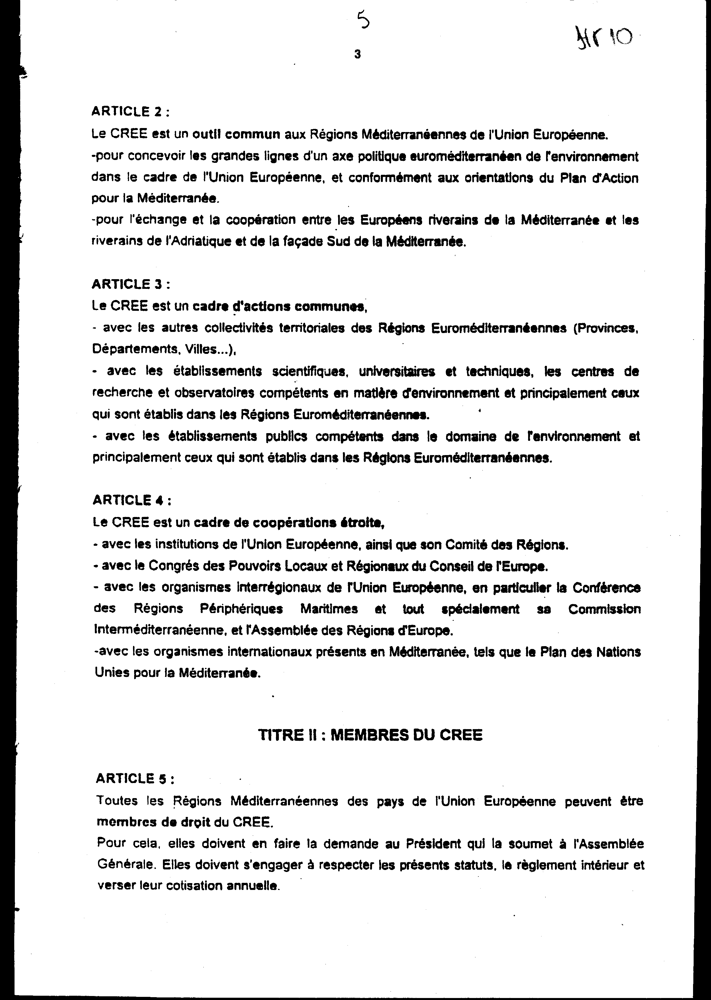 5
10
3
ARTICLE 2 :
Le CREE est un outil commun aux Régions Méditerranéennes de l'Union Européenne.
-pour concevoir les grandes lignes d'un axe politique euroméditerranéen de l'environnement
dans le cadre de l'Union Européenne, et conformément aux orientations du Plan d'Action
pour la Méditerranée.
-pour l'échange et la coopération entre les Européens riverains de la Méditerranée et les
riverains de l'Adriatique et de la façade Sud de la Méditerranée.
ARTICLE 3 :
Le CREE est un cadre d'actions communes,
- avec les autres collectivités territoriales des Régions Euroméditerranéennes (Provinces,
Départements, Villes...),
- avec les établissements scientifiques, universitaires et techniques, les centres de
recherche et observatoires compétents en matière d'environnement et principalement ceux
qui sont établis dans les Régions Euroméditerranéennes.
- avec les établissements publics compétents dans le domaine de l'environnement et
principalement ceux qui sont établis dans les Régions Euroméditerranéennes.
ARTICLE 4 :
Le CREE est un cadre de coopérations étroite,
- avec les institutions de l'Union Européenne, ainsi que son Comité des Régions.
- avec le Congrés des Pouvoirs Locaux et Régionaux du Conseil de l'Europe.
- avec les organismes interrégionaux de l'Union Européenne, en particulier la Conférence
des Régions Périphériques Maritimes et tout spécialement sa Commission
Interméditerranéenne, et l'Assemblée des Régions d'Europe.
-avec les organismes internationaux présents en Méditerranée, tels que le Plan des Nations
Unies pour la Méditerranée.
TITRE II : MEMBRES DU CREE
ARTICLE 5 :
Toutes les Régions Méditerranéennes des pays de l'Union Européenne peuvent être
membres de droit du CREE.
Pour cela, elles doivent en faire la demande au Président qui la soumet à l'Assemblée
Générale. Elles doivent s'engager à respecter les présents statuts, le règlement intérieur et
verser leur cotisation annuelle.